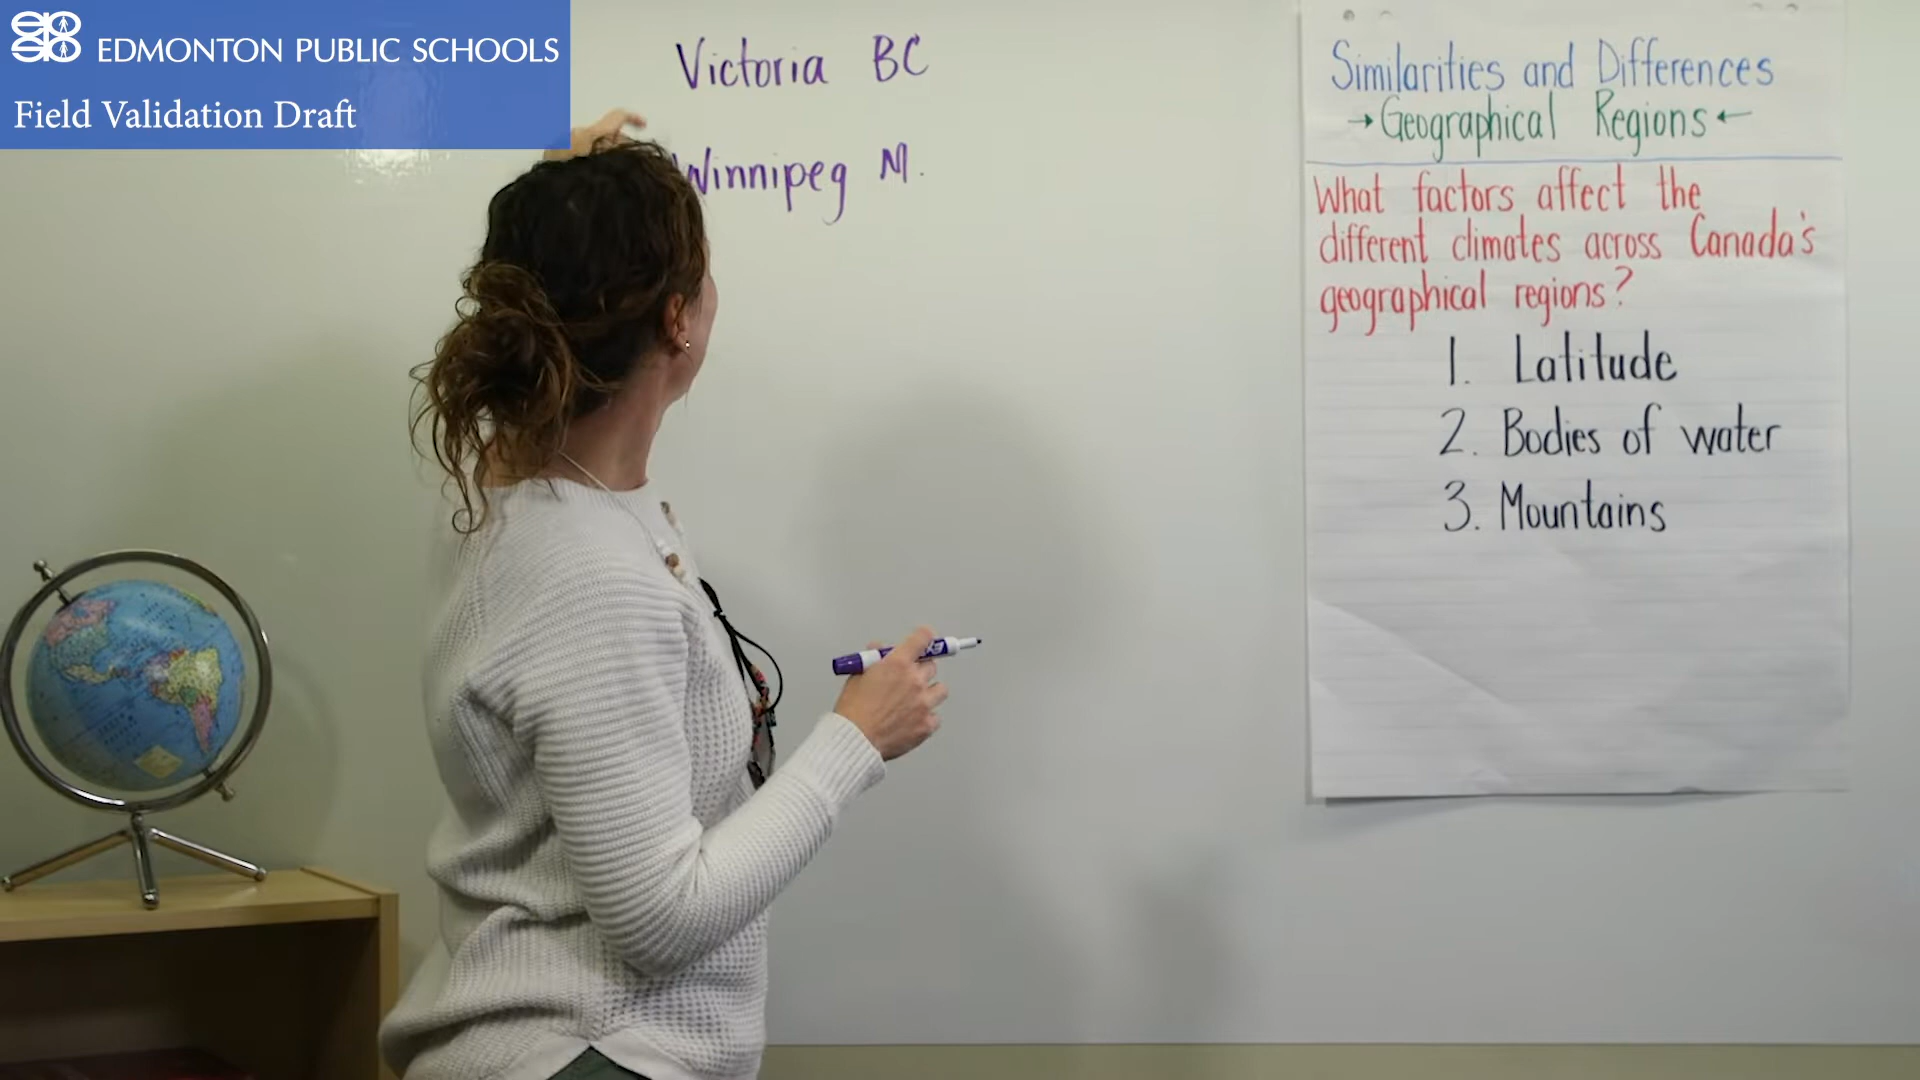 EDMONTON PUBLIC SCHOOLS
Field Validation Draft
Victoria BC
Winnipeg M.
Similarities and Differences
→Geographical Regions←
What factors affect the
different climates across Canada's
geographical regions?
1. Latitude
2. Bodies of water
3. Mountains